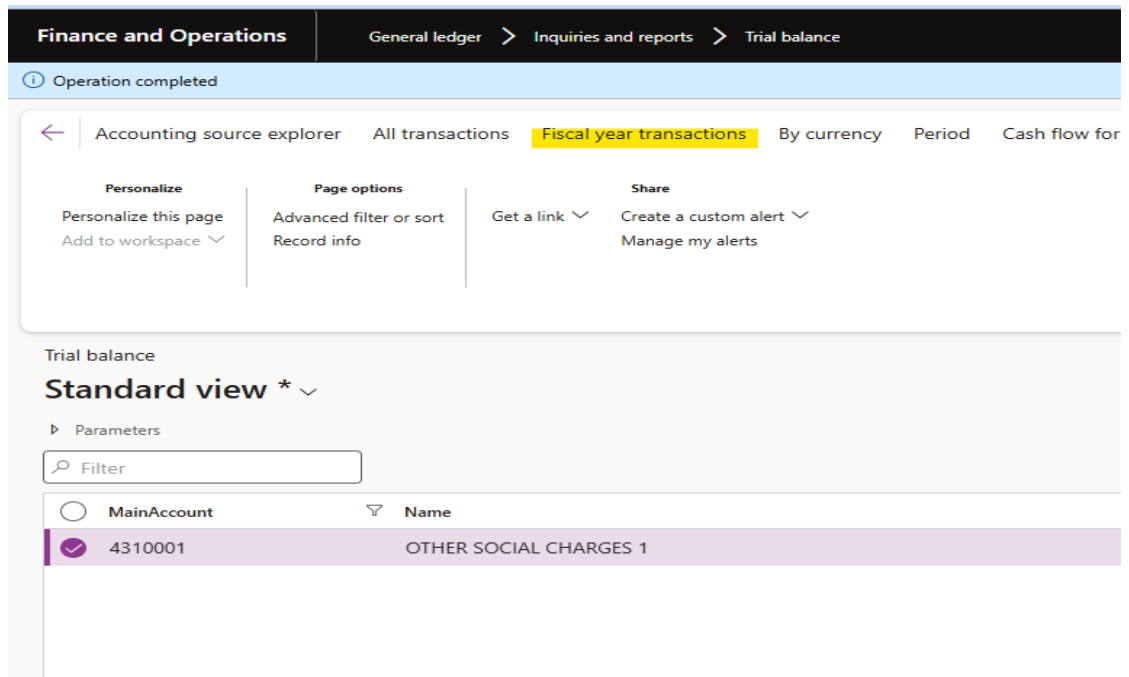 Finance and Operations General ledger Inquiries and reports Trial balance
Operation completed
Accounting source explorer All transactions Fiscal year transactions By currency Period Cash flow for
Personalize Page options Share
Personalize this page Advanced filter or sort Get a link Create a custom alert
Add to workspace Record info Manage my alerts
Trial balance
Standard view *
Parameters
Filter
MainAccount Name
4310001 OTHER SOCIAL CHARGES 1